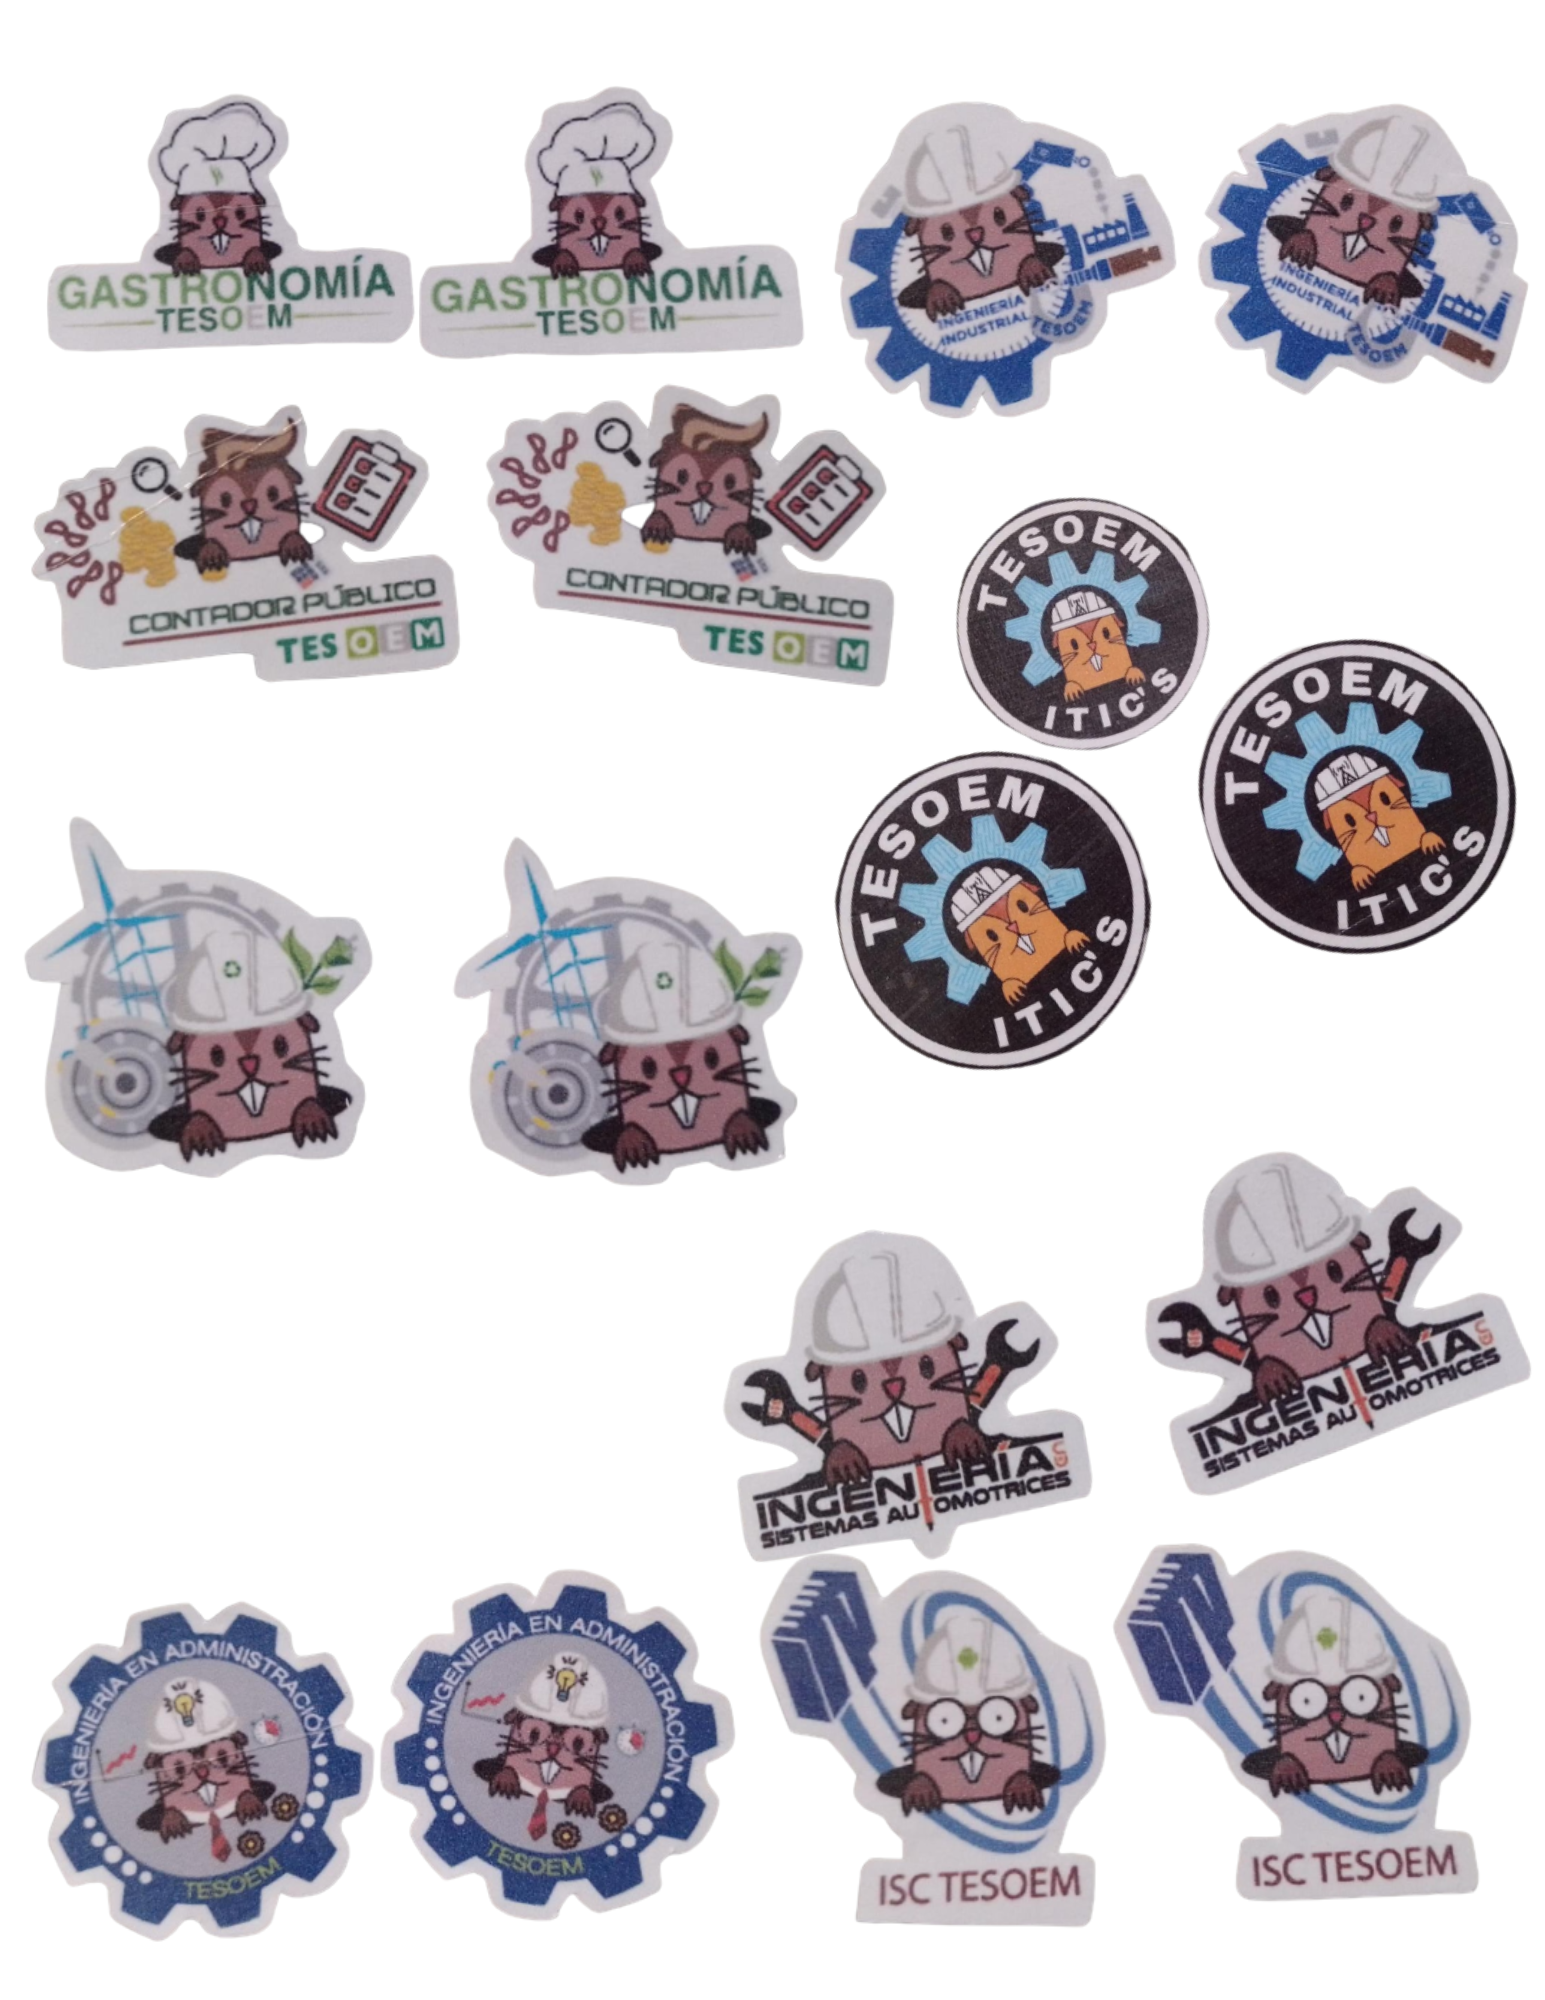 GASTRONOMÍA
TESOEM
GASTRONOMÍA
TESOEM
INGENIERÍA
INDUSTRIAL
TESOEM
INGENIERÍA
INDUSTRIAL
TESOEM
CONTADOR PÚBLICO
TESOEM
CONTADOR PÚBLICO
TESOEM
TESOEM
ITIC'S
TESOEM
ITIC'S
TESOEM
ITIC'S
INGENIERÍA
SISTEMAS AUTOMOTRICES
INGENIERÍA
SISTEMAS AUTOMOTRICES
INGENIERÍA EN ADMINISTRACIÓN
TESOEM
INGENIERÍA EN ADMINISTRACIÓN
TESOEM
ISC TESOEM
ISC TESOEM